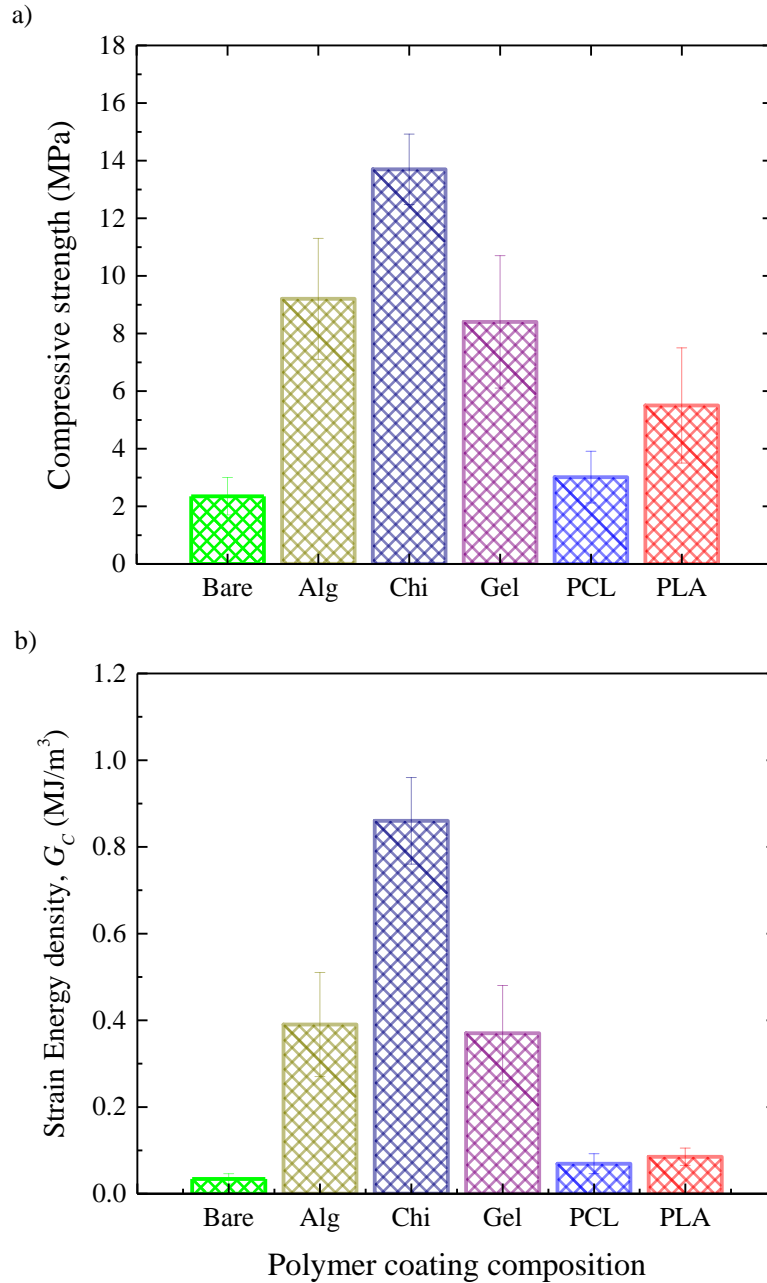 a)
18
16
14
12
10
8
6
4
2
0
Compressive strength (MPa)
Bare Alg Chi Gel PCL PLA
b)
1.2
1.0
0.8
0.6
0.4
0.2
0.0
Strain Energy density, G_C (MJ/m³)
Bare Alg Chi Gel PCL PLA
Polymer coating composition